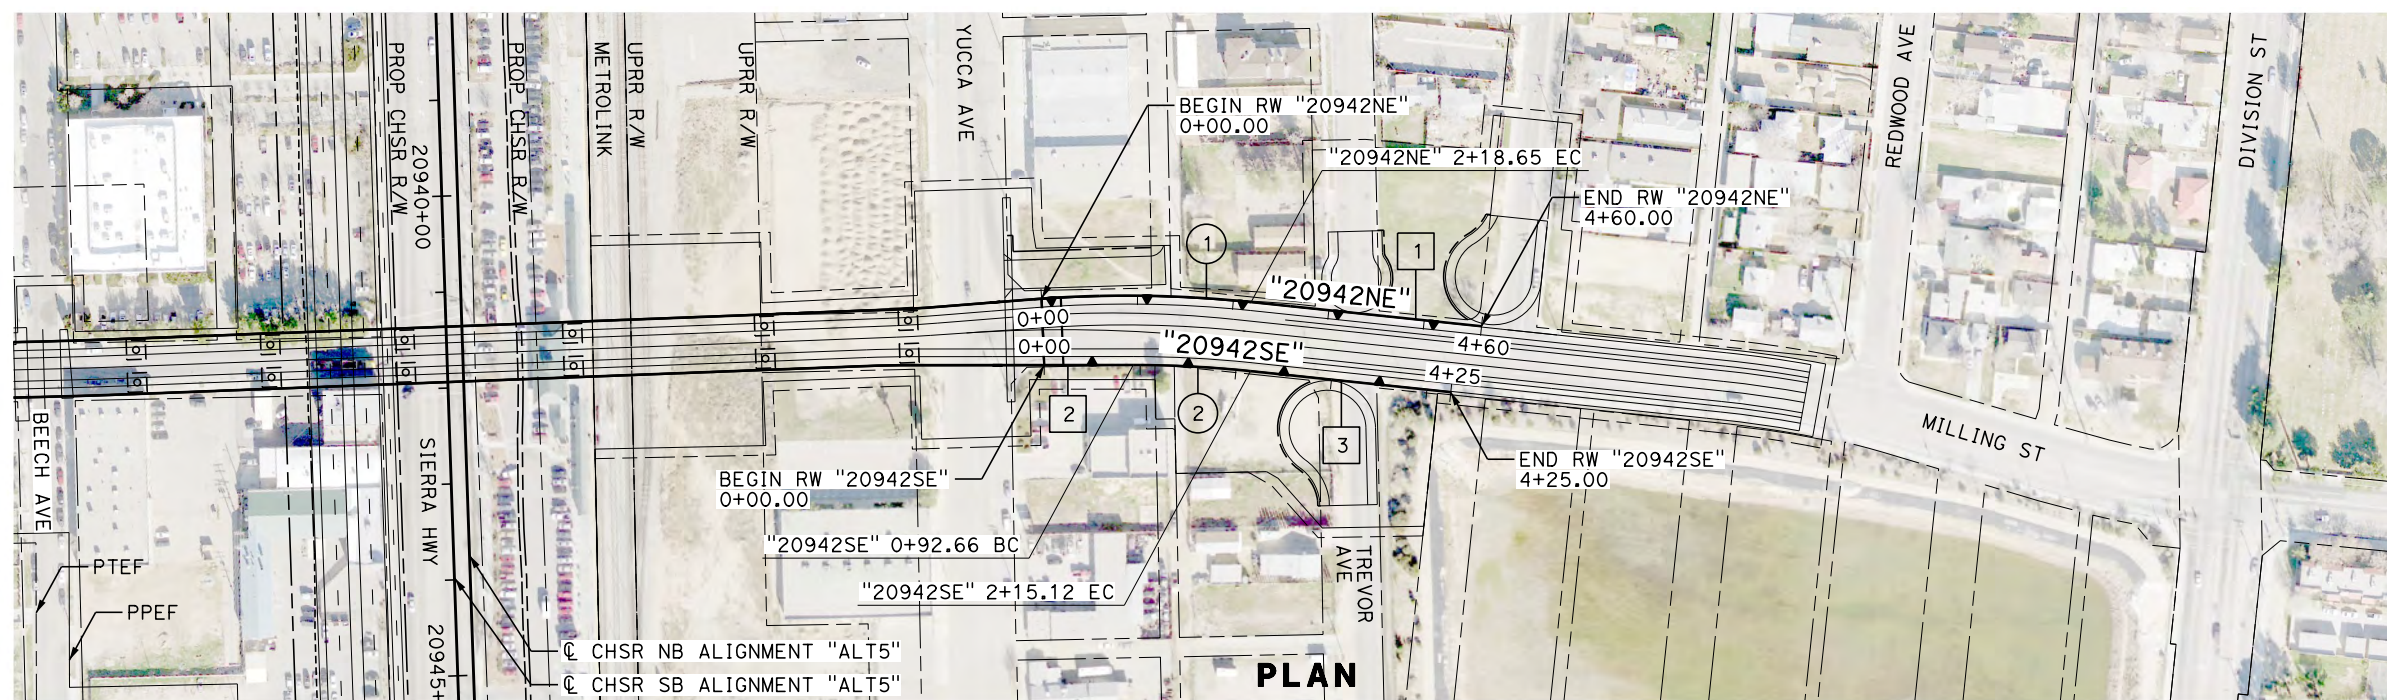 PROP CHSR R/W
20940+00
PROP CHSR R/W
METROLINK
UPRR R/W
UPRR R/W
YUCCA AVE
REDWOOD AVE
DIVISION ST
BEGIN RW "20942NE"
0+00.00
"20942NE" 2+18.65 EC
END RW "20942NE"
4+60.00
1
1
"20942NE"
0+00
0+00
"20942SE"
4+60
4+25
2
2
3
BEECH AVE
SIERRA HWY
MILLING ST
BEGIN RW "20942SE"
0+00.00
END RW "20942SE"
4+25.00
"20942SE" 0+92.66 BC
"20942SE" 2+15.12 EC
TREVOR
AVE
PTEF
PPEF
20945+
℄ CHSR NB ALIGNMENT "ALT5"
℄ CHSR SB ALIGNMENT "ALT5"
PLAN